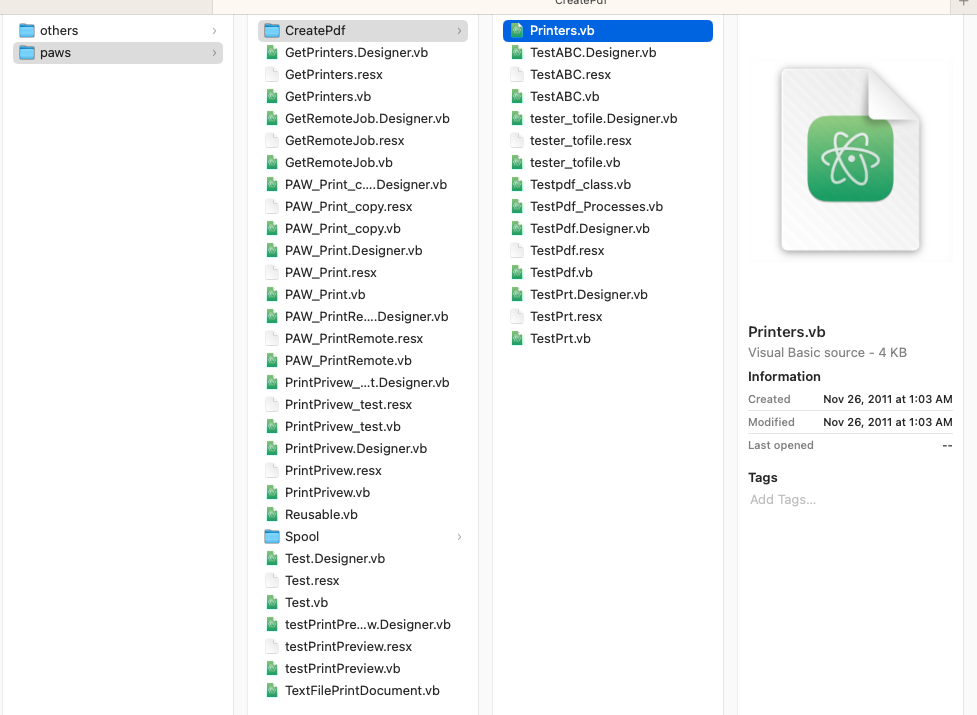 CreatePdf
others
paws
CreatePdf
GetPrinters.Designer.vb
GetPrinters.resx
GetPrinters.vb
GetRemoteJob.Designer.vb
GetRemoteJob.resx
GetRemoteJob.vb
PAW_Print_c....Designer.vb
PAW_Print_copy.resx
PAW_Print_copy.vb
PAW_Print.Designer.vb
PAW_Print.resx
PAW_Print.vb
PAW_PrintRe....Designer.vb
PAW_PrintRemote.resx
PAW_PrintRemote.vb
PrintPrivew_...t.Designer.vb
PrintPrivew_test.resx
PrintPrivew_test.vb
PrintPrivew.Designer.vb
PrintPrivew.resx
PrintPrivew.vb
Reusable.vb
Spool
Test.Designer.vb
Test.resx
Test.vb
testPrintPre...w.Designer.vb
testPrintPreview.resx
testPrintPreview.vb
TextFilePrintDocument.vb
Printers.vb
TestABC.Designer.vb
TestABC.resx
TestABC.vb
tester_tofile.Designer.vb
tester_tofile.resx
tester_tofile.vb
Testpdf_class.vb
TestPdf_Processes.vb
TestPdf.Designer.vb
TestPdf.resx
TestPdf.vb
TestPrt.Designer.vb
TestPrt.resx
TestPrt.vb
Printers.vb
Visual Basic source - 4 KB
Information
Created Nov 26, 2011 at 1:03 AM
Modified Nov 26, 2011 at 1:03 AM
Last opened --
Tags
Add Tags...